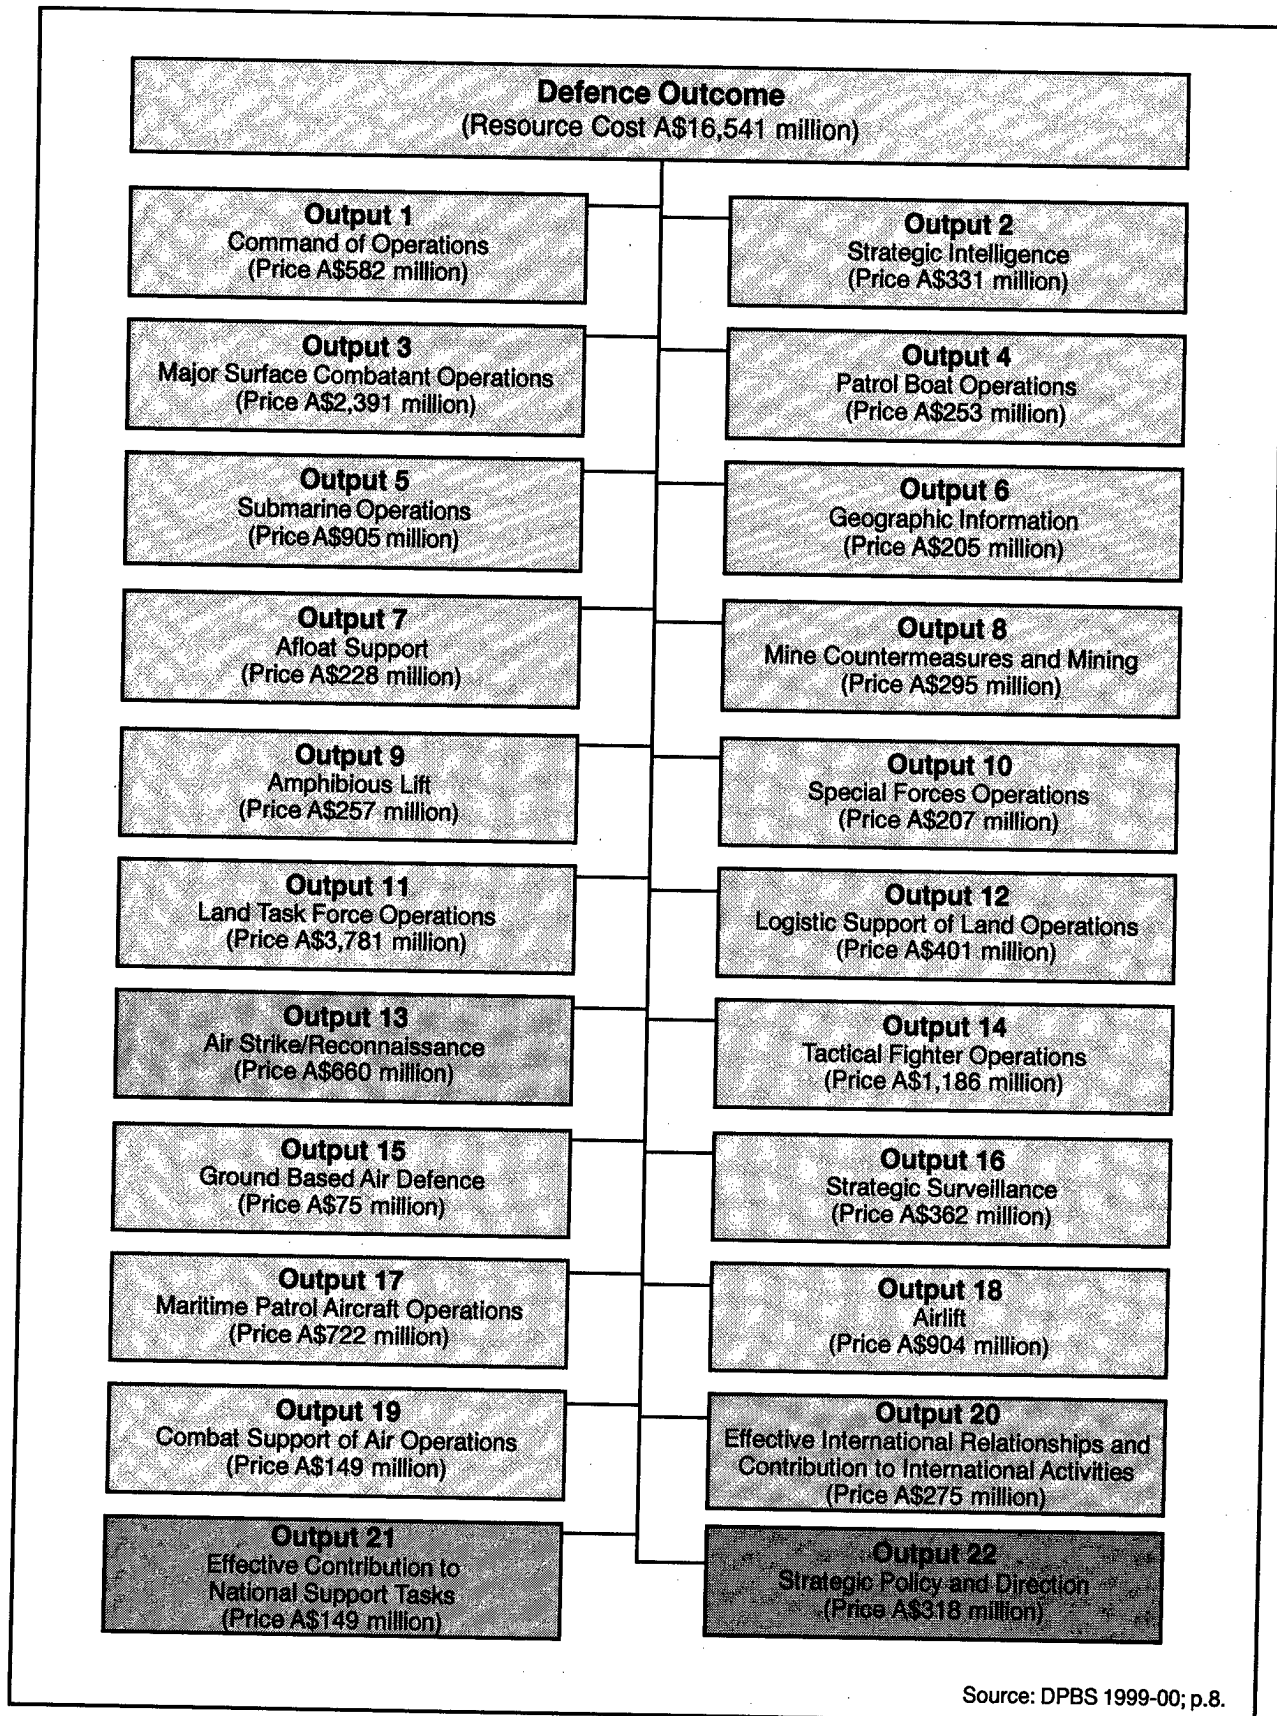 Defence Outcome
(Resource Cost A$16,541 million)
Output 1
Command of Operations
(Price A$582 million)
Output 2
Strategic Intelligence
(Price A$331 million)
Output 3
Major Surface Combatant Operations
(Price A$2,391 million)
Output 4
Patrol Boat Operations
(Price A$253 million)
Output 5
Submarine Operations
(Price A$905 million)
Output 6
Geographic Information
(Price A$205 million)
Output 7
Afloat Support
(Price A$228 million)
Output 8
Mine Countermeasures and Mining
(Price A$295 million)
Output 9
Amphibious Lift
(Price A$257 million)
Output 10
Special Forces Operations
(Price A$207 million)
Output 11
Land Task Force Operations
(Price A$3,781 million)
Output 12
Logistic Support of Land Operations
(Price A$401 million)
Output 13
Air Strike/Reconnaissance
(Price A$660 million)
Output 14
Tactical Fighter Operations
(Price A$1,186 million)
Output 15
Ground Based Air Defence
(Price A$75 million)
Output 16
Strategic Surveillance
(Price A$362 million)
Output 17
Maritime Patrol Aircraft Operations
(Price A$722 million)
Output 18
Airlift
(Price A$904 million)
Output 19
Combat Support of Air Operations
(Price A$149 million)
Output 20
Effective International Relationships and
Contribution to International Activities
(Price A$275 million)
Output 21
Effective Contribution to
National Support Tasks
(Price A$149 million)
Output 22
Strategic Policy and Direction
(Price A$318 million)
Source: DPBS 1999-00; p.8.